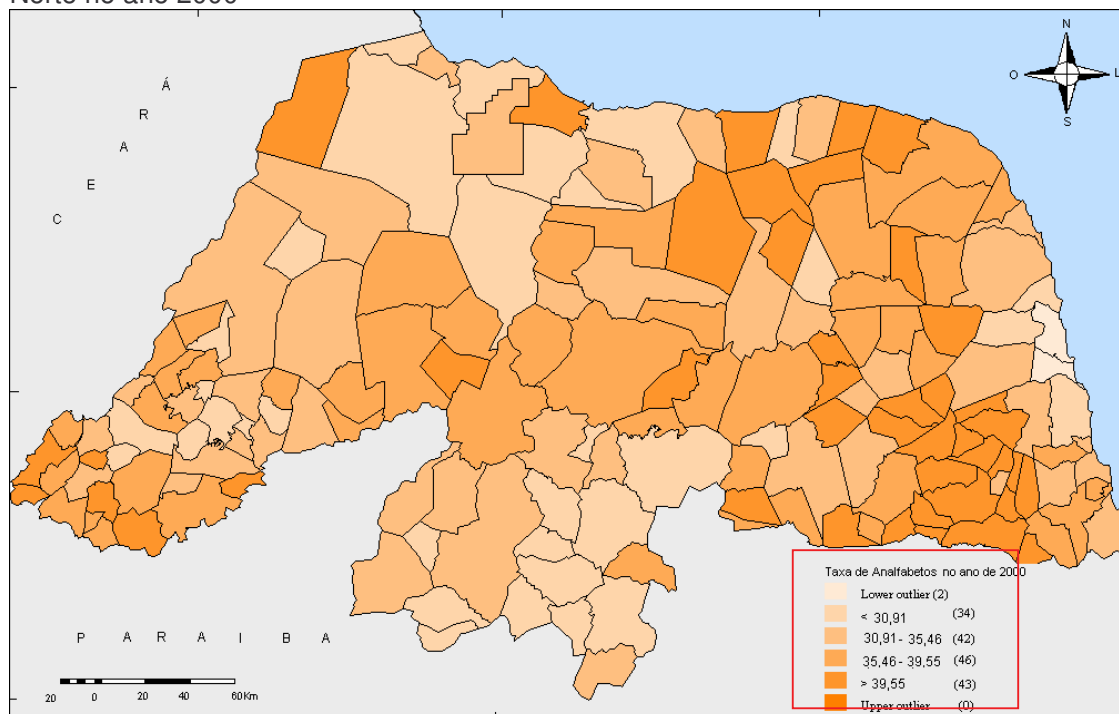 Norte no ano 2000
N
O L
S
C E A R Á
P A R A I B A
20 0 20 40 60Km
Taxa de Analfabetos no ano de 2000
Lower outlier (2)
< 30,91 (34)
30,91 - 35,46 (42)
35,46 - 39,55 (46)
> 39,55 (43)
Upper outlier (0)